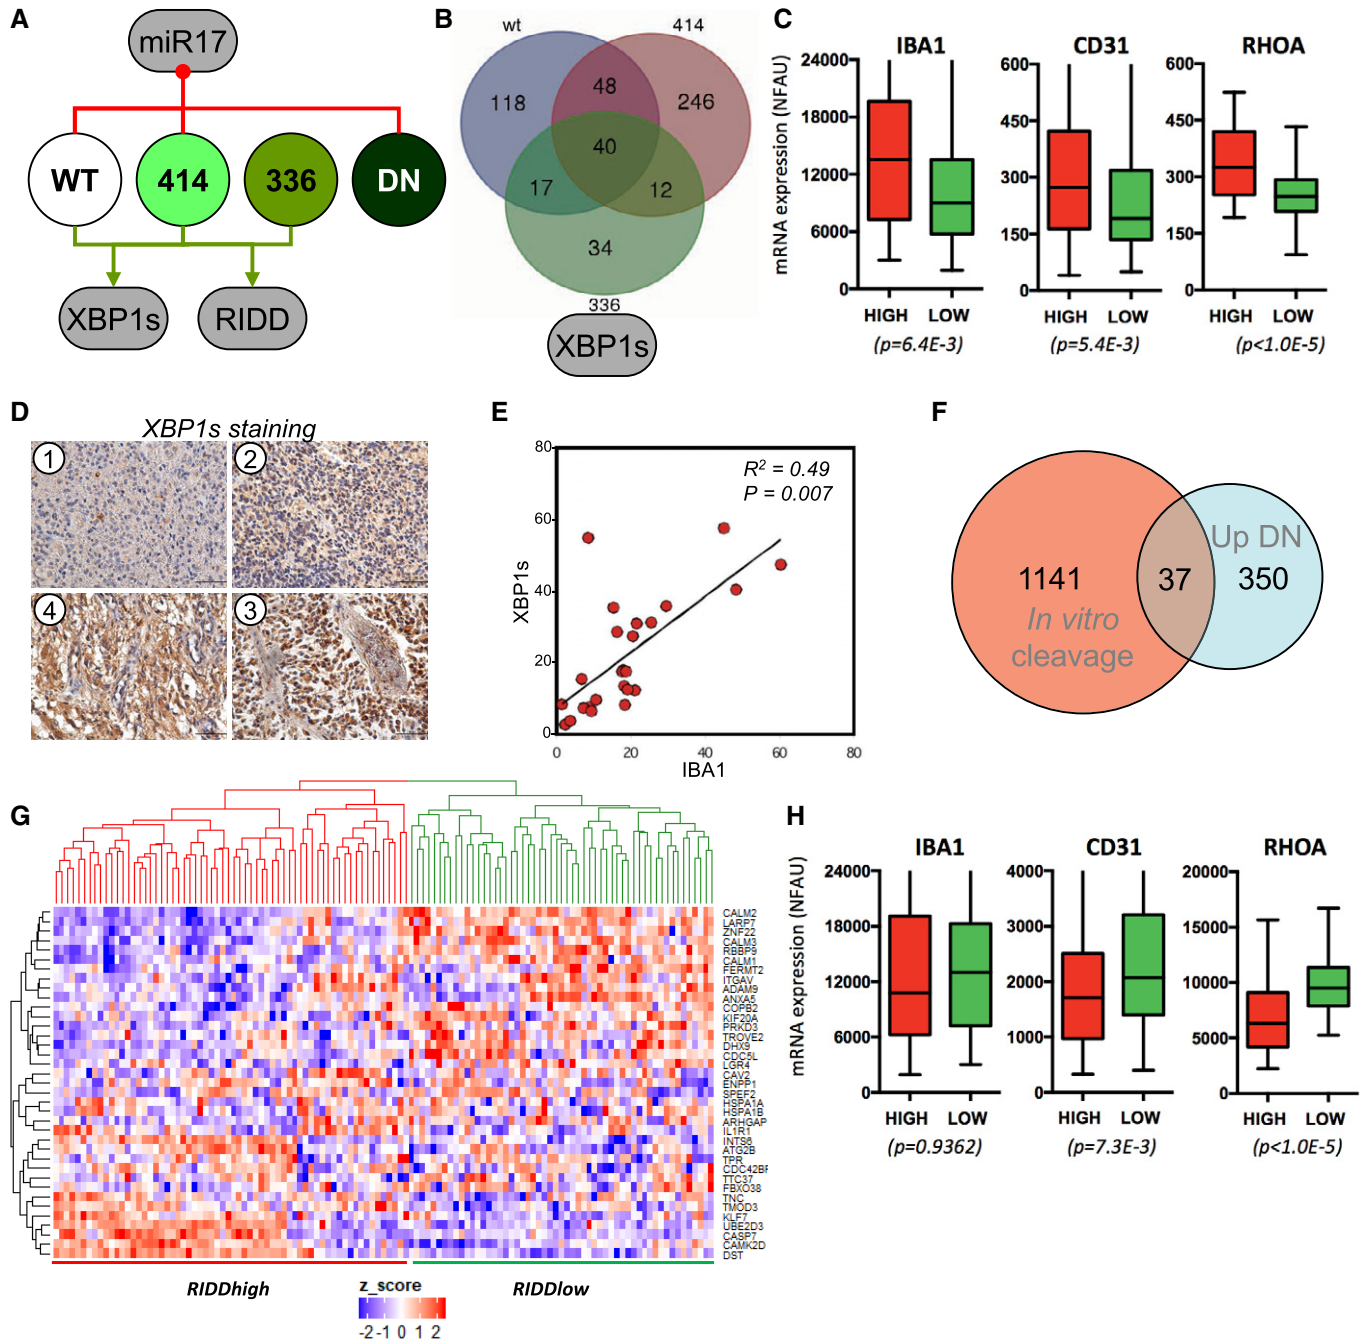 A
miR17
WT
414
336
DN
XBP1s
RIDD
B
wt
414
118
48
246
40
17
12
34
336
XBP1s
C
mRNA expression (NFAU)
IBA1
24000
18000
12000
6000
0
HIGH LOW
(p=6.4E-3)
CD31
600
450
300
150
0
HIGH LOW
(p=5.4E-3)
RHOA
600
450
300
150
0
HIGH LOW
(p<1.0E-5)
D
XBP1s staining
1
2
4
3
E
R² = 0.49
P = 0.007
XBP1s
80
60
40
20
0
0 20 40 60 80
IBA1
F
1141
In vitro
cleavage
37
Up DN
350
G
CALM2
LARP7
ZNF22
CALM3
RBBP9
CALM1
FERMT2
ITGAV
ADAM9
ANXA5
COPB2
KIF20A
PRKD3
TROVE2
DHX9
CDC5L
LGR4
CAV2
ENPP1
SPEF2
HSPA1A
HSPA1B
ARHGAP
IL1R1
INTS6
ATG2B
TPR
CDC42BP
TTC37
FBXO38
TNC
TMOD3
KLF7
UBE2D3
CASP7
CAMK2D
DST
RIDDhigh
RIDDlow
z_score
-2 -1 0 1 2
H
mRNA expression (NFAU)
IBA1
24000
18000
12000
6000
0
HIGH LOW
(p=0.9362)
CD31
4000
3000
2000
1000
0
HIGH LOW
(p=7.3E-3)
RHOA
20000
15000
10000
5000
0
HIGH LOW
(p<1.0E-5)